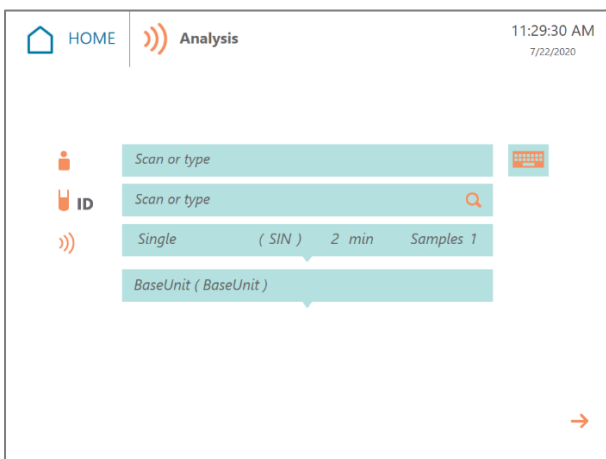 HOME
Analysis
11:29:30 AM
7/22/2020
Scan or type
ID
Scan or type
Single ( SIN ) 2 min Samples 1
BaseUnit ( BaseUnit )